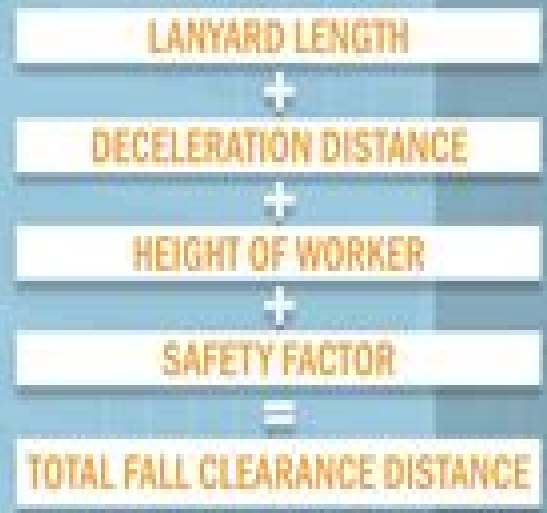 LANYARD LENGTH
+
DECELERATION DISTANCE
+
HEIGHT OF WORKER
+
SAFETY FACTOR
=
TOTAL FALL CLEARANCE DISTANCE